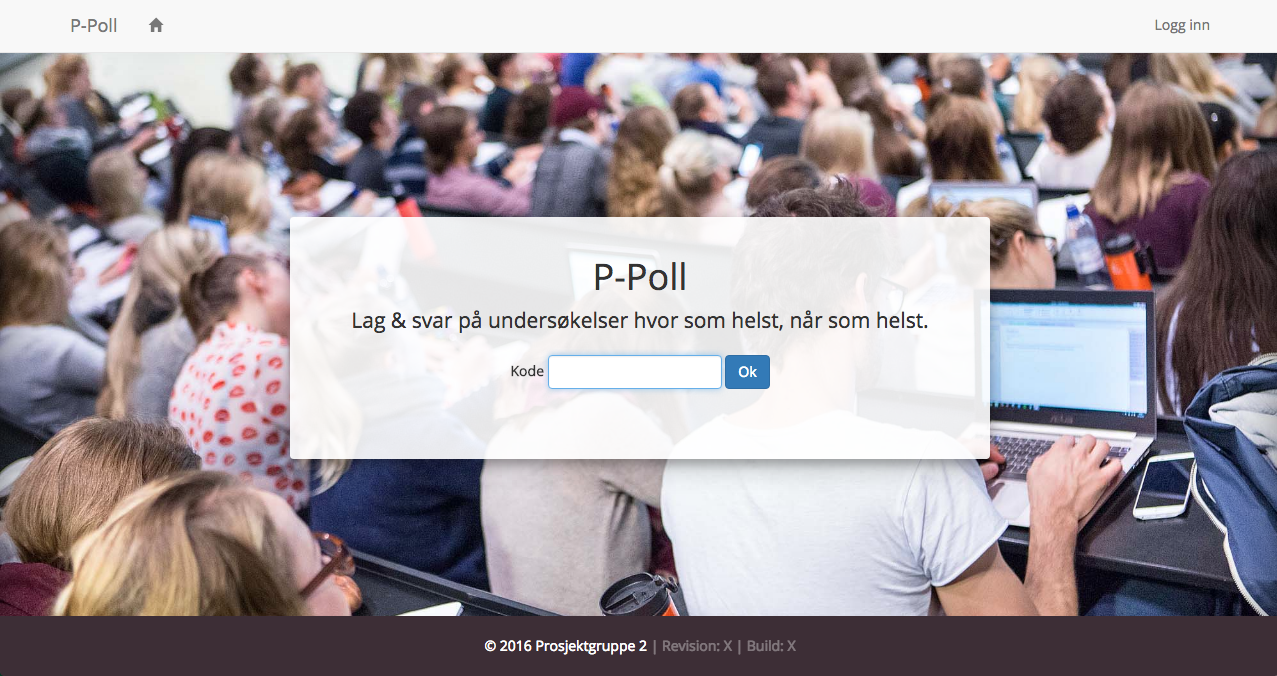 P-Poll
Logg inn
P-Poll
Lag & svar på undersøkelser hvor som helst, når som helst.
Kode
Ok
© 2016 Prosjektgruppe 2 | Revision: X | Build: X